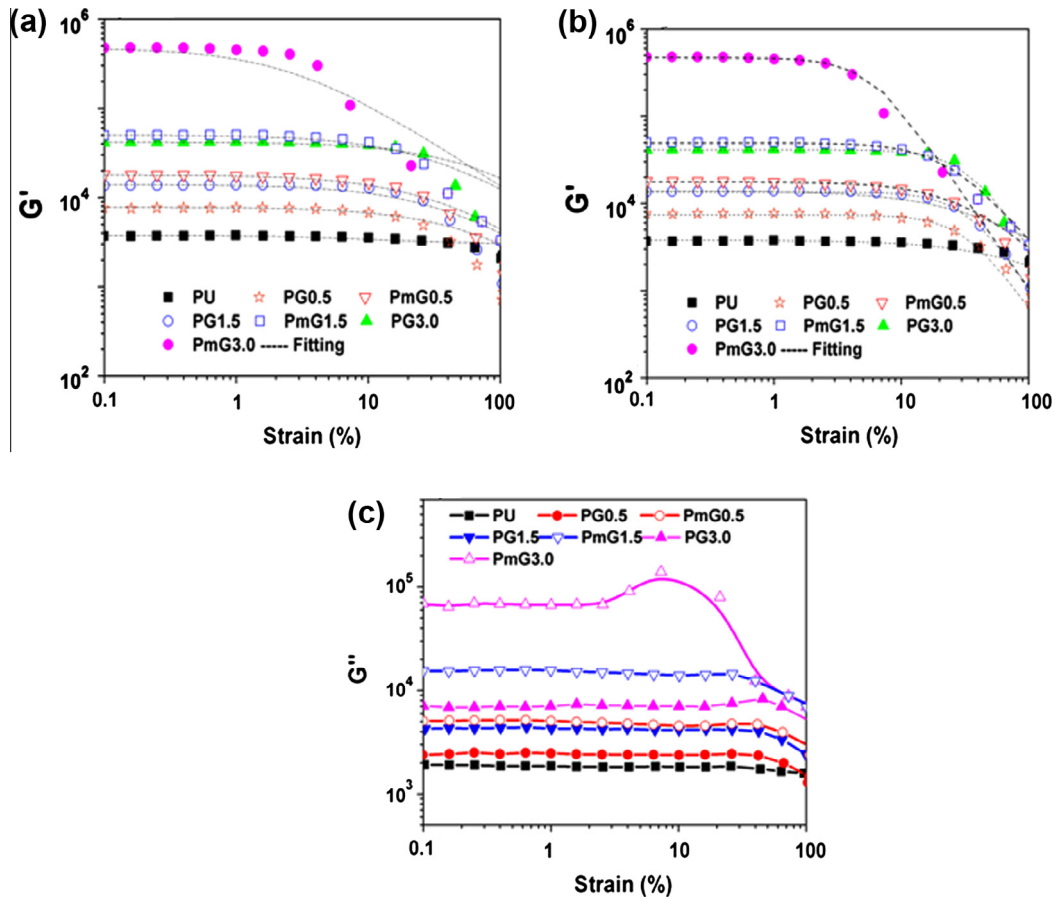 (a)
10^6
10^4
10^2
G'
PU PG0.5 PmG0.5
PG1.5 PmG1.5 PG3.0
PmG3.0 ----- Fitting
0.1 1 10 100
Strain (%)
(b)
10^6
10^4
10^2
G'
PU PG0.5 PmG0.5
PG1.5 PmG1.5 PG3.0
PmG3.0 ----- Fitting
0.1 1 10 100
Strain (%)
(c)
PU PG0.5 PmG0.5
PG1.5 PmG1.5 PG3.0
PmG3.0
10^5
10^4
10^3
G"
0.1 1 10 100
Strain (%)